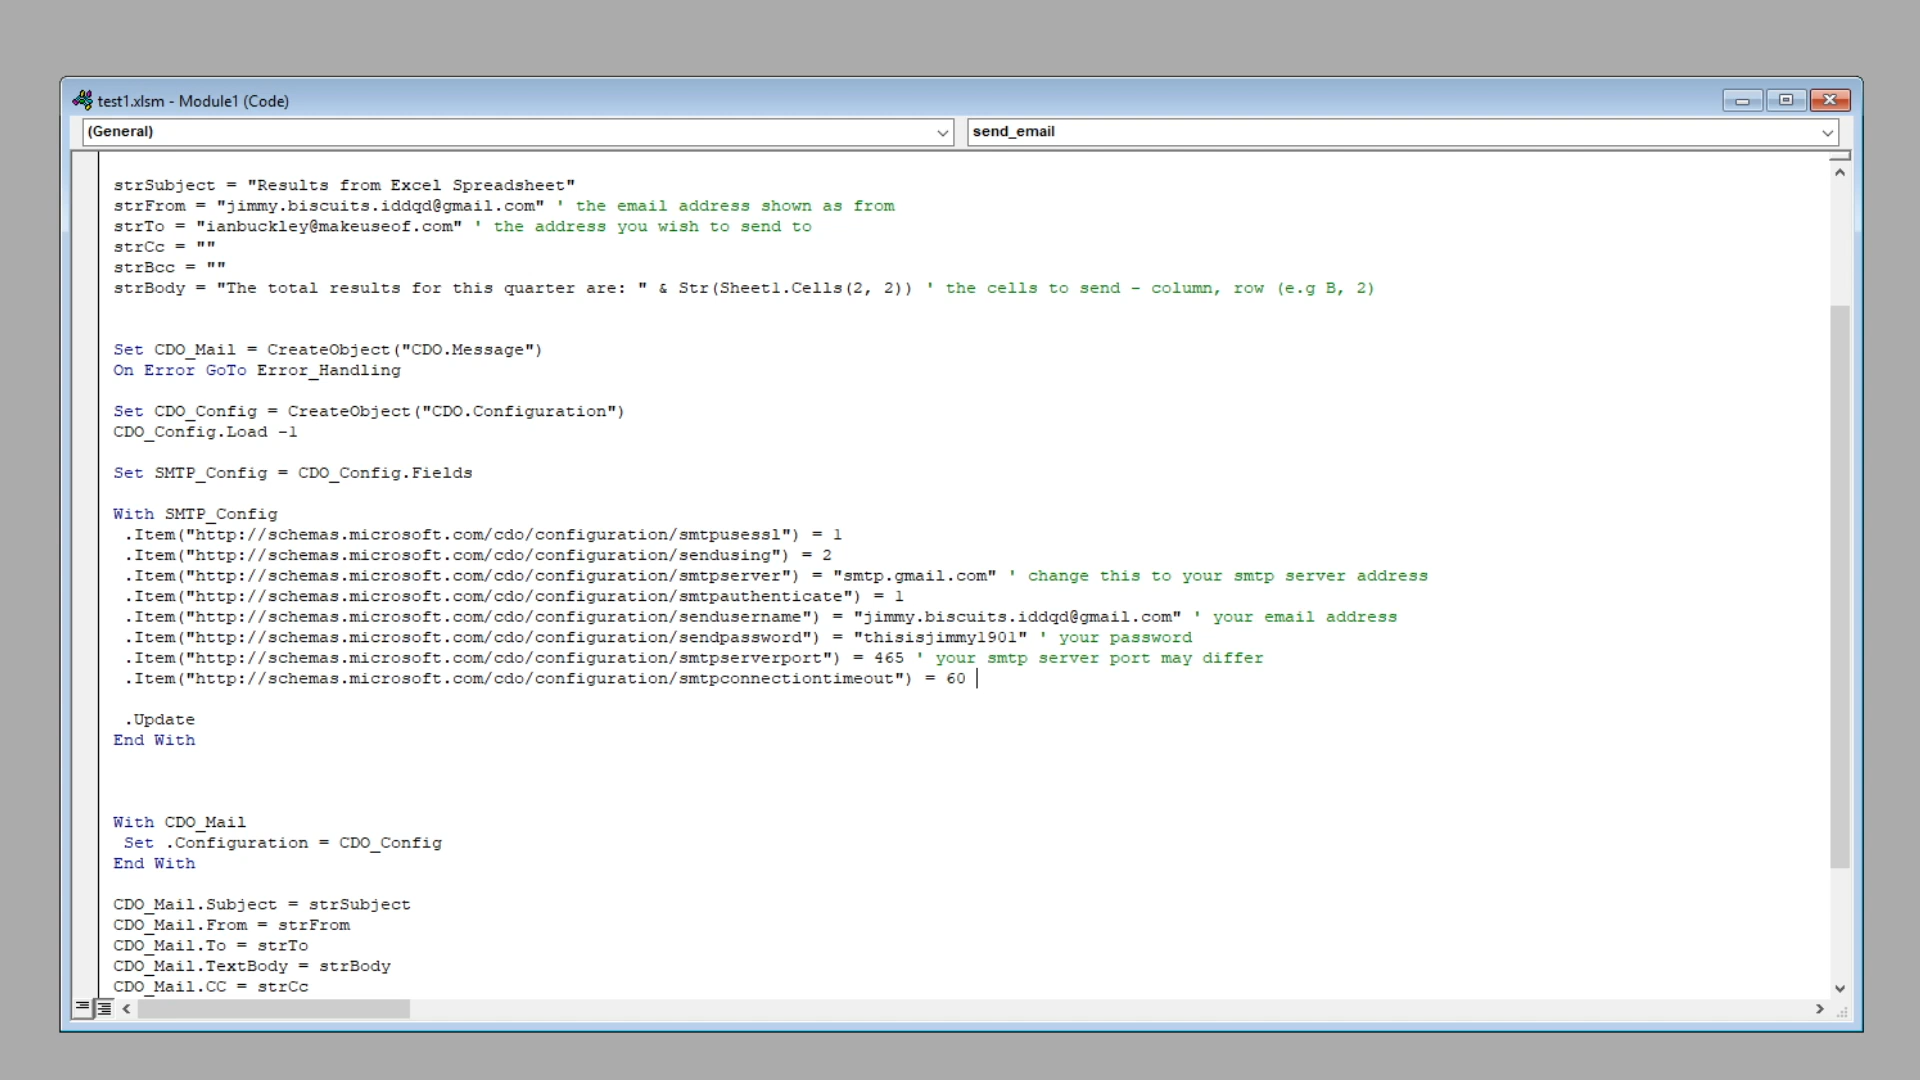 test1.xlsm - Module1 (Code)
(General)
send_email
strSubject = "Results from Excel Spreadsheet"
strFrom = "jimmy.biscuits.iddqd@gmail.com" ' the email address shown as from
strTo = "ianbuckley@makeuseof.com" ' the address you wish to send to
strCc = ""
strBcc = ""
strBody = "The total results for this quarter are: " & Str(Sheet1.Cells(2, 2)) ' the cells to send - column, row (e.g B, 2)
Set CDO_Mail = CreateObject("CDO.Message")
On Error GoTo Error_Handling
Set CDO_Config = CreateObject("CDO.Configuration")
CDO_Config.Load -1
Set SMTP_Config = CDO_Config.Fields
With SMTP_Config
.Item("http://schemas.microsoft.com/cdo/configuration/smtpusessl") = 1
.Item("http://schemas.microsoft.com/cdo/configuration/sendusing") = 2
.Item("http://schemas.microsoft.com/cdo/configuration/smtpserver") = "smtp.gmail.com" ' change this to your smtp server address
.Item("http://schemas.microsoft.com/cdo/configuration/smtpauthenticate") = 1
.Item("http://schemas.microsoft.com/cdo/configuration/sendusername") = "jimmy.biscuits.iddqd@gmail.com" ' your email address
.Item("http://schemas.microsoft.com/cdo/configuration/sendpassword") = "thisisjimmy1901" ' your password
.Item("http://schemas.microsoft.com/cdo/configuration/smtpserverport") = 465 ' your smtp server port may differ
.Item("http://schemas.microsoft.com/cdo/configuration/smtpconnectiontimeout") = 60
.Update
End With
With CDO_Mail
Set .Configuration = CDO_Config
End With
CDO_Mail.Subject = strSubject
CDO_Mail.From = strFrom
CDO_Mail.To = strTo
CDO_Mail.TextBody = strBody
CDO_Mail.CC = strCc